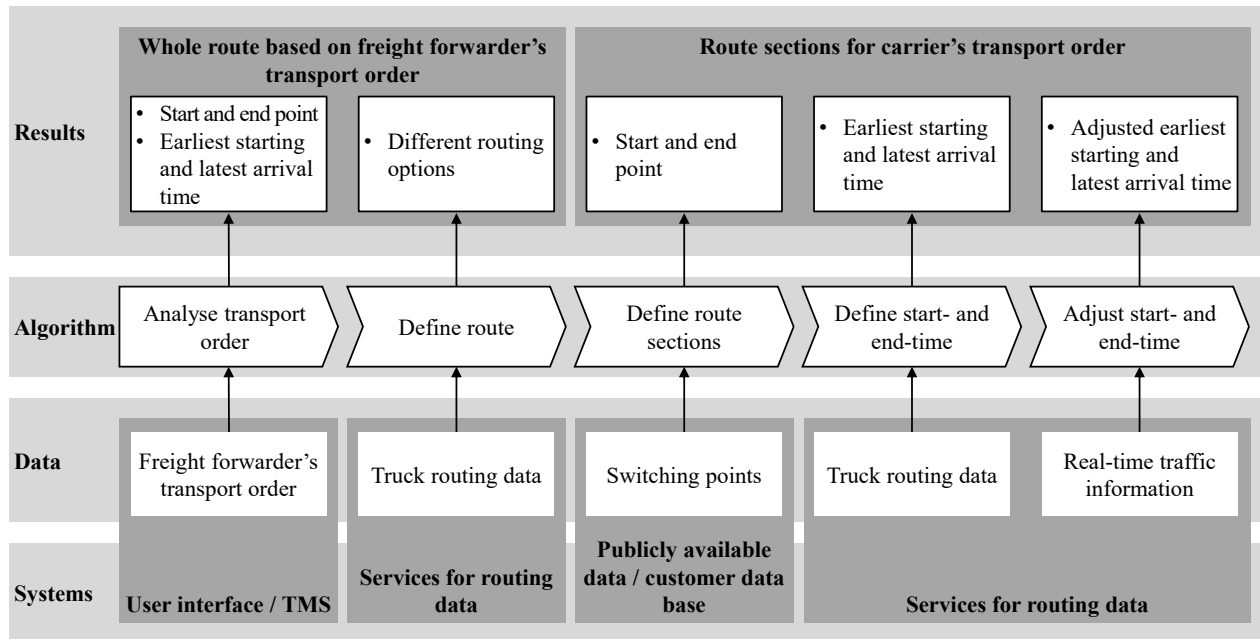 Whole route based on freight forwarder's
transport order
Route sections for carrier's transport order
Results
• Start and end point
• Earliest starting
and latest arrival
time
• Different routing
options
• Start and end
point
• Earliest starting
and latest arrival
time
• Adjusted earliest
starting and
latest arrival time
Algorithm
Analyse transport
order
Define route
Define route
sections
Define start- and
end-time
Adjust start- and
end-time
Data
Freight forwarder's
transport order
Truck routing data
Switching points
Truck routing data
Real-time traffic
information
Systems
User interface / TMS
Services for routing
data
Publicly available
data / customer data
base
Services for routing data